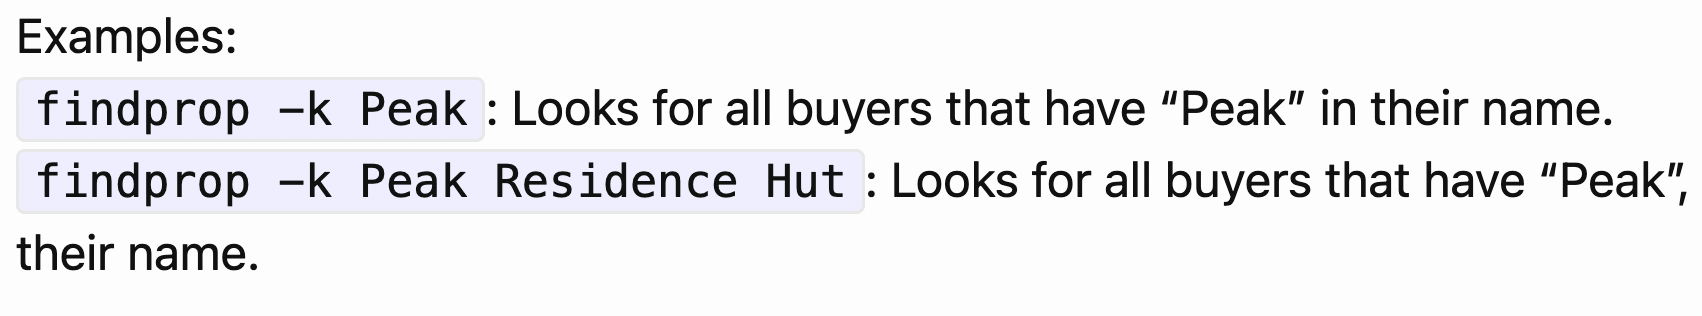 Examples:
findprop -k Peak : Looks for all buyers that have “Peak” in their name.
findprop -k Peak Residence Hut : Looks for all buyers that have “Peak”,
their name.